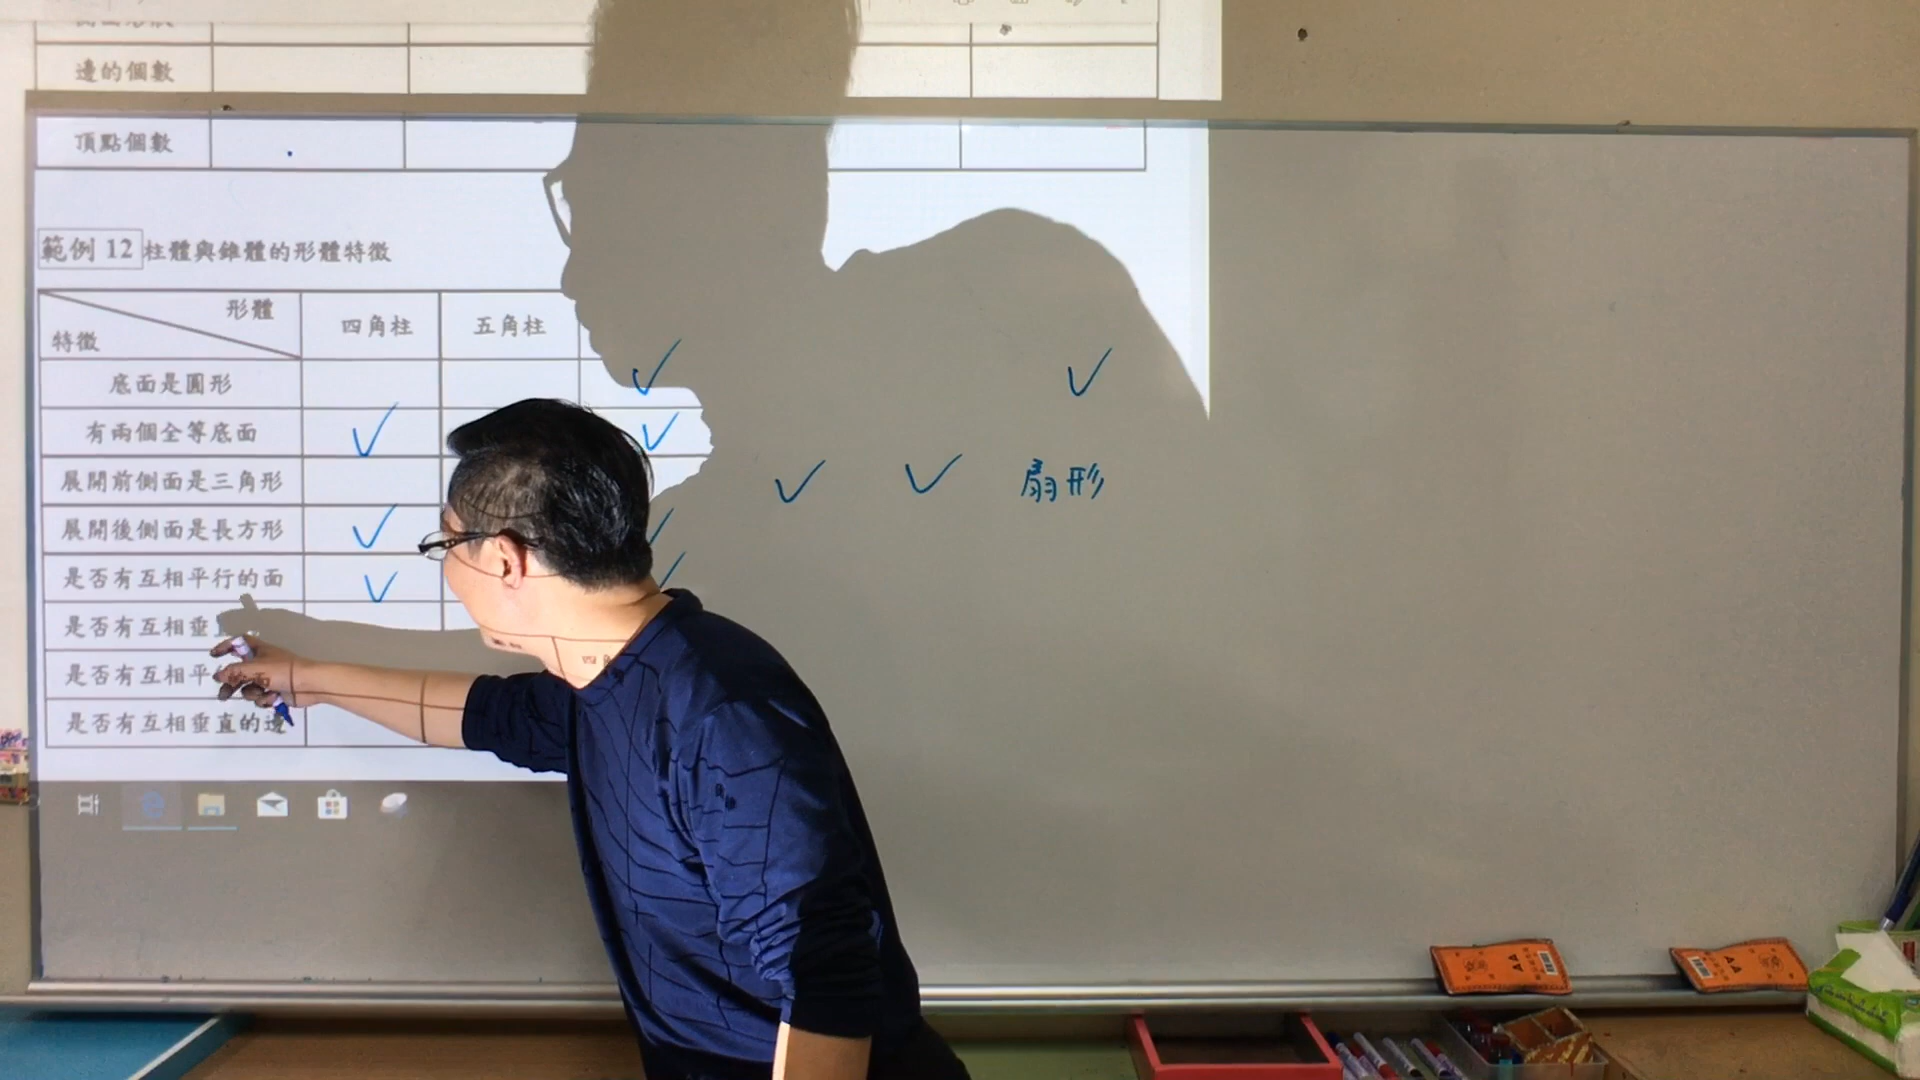 邊的個數
頂點個數
範例 12 柱體與錐體的形體特徵
形體
特徵
四角柱 五角柱
底面是圓形 ✓ ✓
有兩個全等底面 ✓ ✓
展開前側面是三角形 ✓ ✓ 扇形
展開後側面是長方形 ✓ ✓
是否有互相平行的面 ✓ ✓
是否有互相垂直
是否有互相平
是否有互相垂直的邊